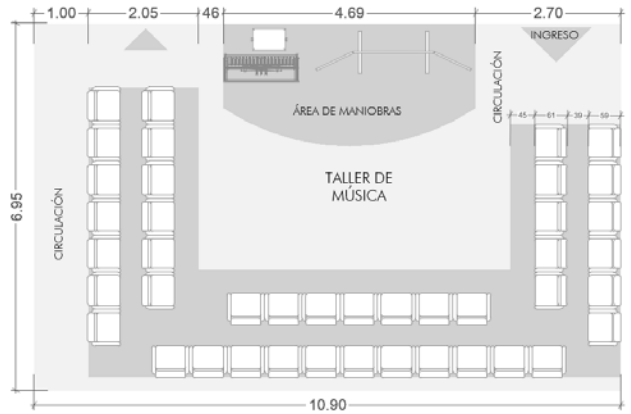 1.00 2.05 46 4.69 2.70
INGRESO
CIRCULACIÓN
ÁREA DE MANIOBRAS
45 61 39 59
TALLER DE
MÚSICA
CIRCULACIÓN
6.95
10.90